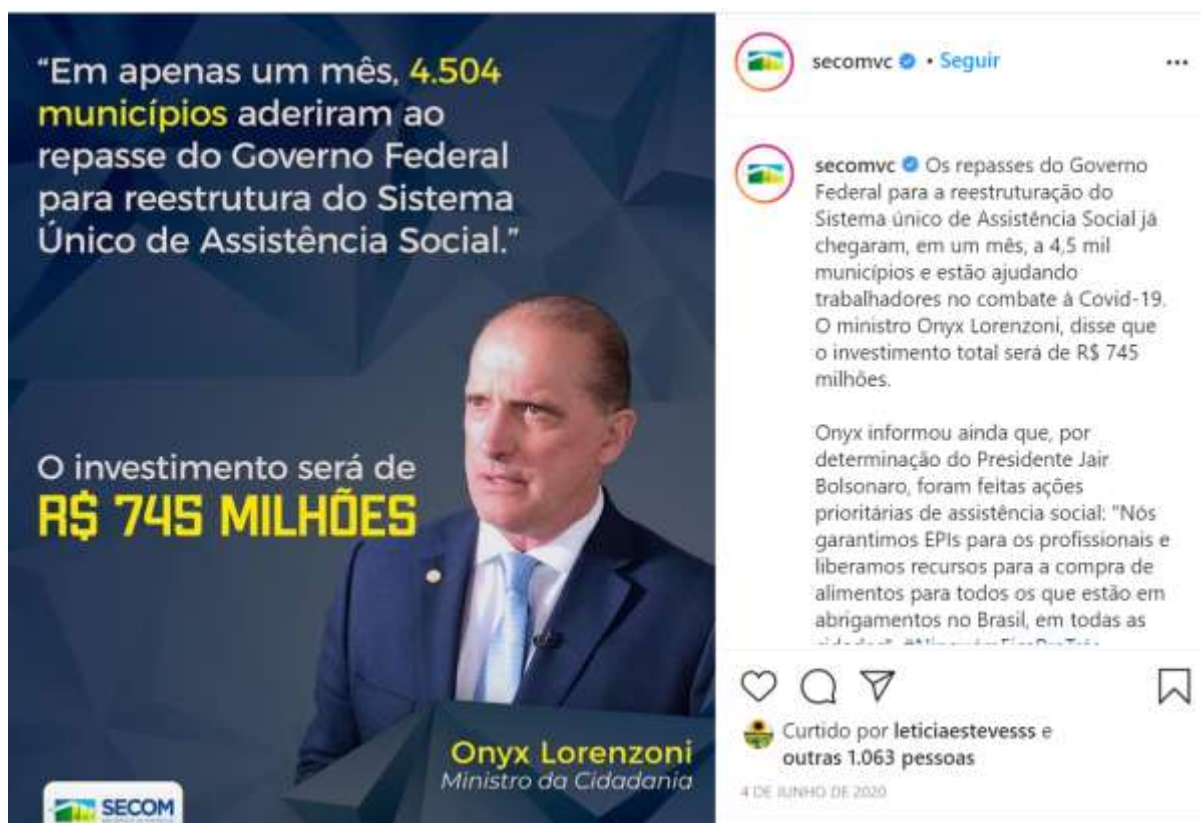 “Em apenas um mês, 4.504
municípios aderiram ao
repasse do Governo Federal
para reestrutura do Sistema
Único de Assistência Social.”
O investimento será de
R$ 745 MILHÕES
Onyx Lorenzoni
Ministro da Cidadania
SECOM
secomvc • Seguir
secomvc Os repasses do Governo
Federal para a reestruturação do
Sistema único de Assistência Social já
chegaram, em um mês, a 4,5 mil
municípios e estão ajudando
trabalhadores no combate à Covid-19.
O ministro Onyx Lorenzoni, disse que
o investimento total será de R$ 745
milhões.
Onyx informou ainda que, por
determinação do Presidente Jair
Bolsonaro, foram feitas ações
prioritárias de assistência social: "Nós
garantimos EPIs para os profissionais e
liberamos recursos para a compra de
alimentos para todos os que estão em
abrigamentos no Brasil, em todas as
Curtido por leticiaestevesss e
outras 1.063 pessoas
4 DE JUNHO DE 2020